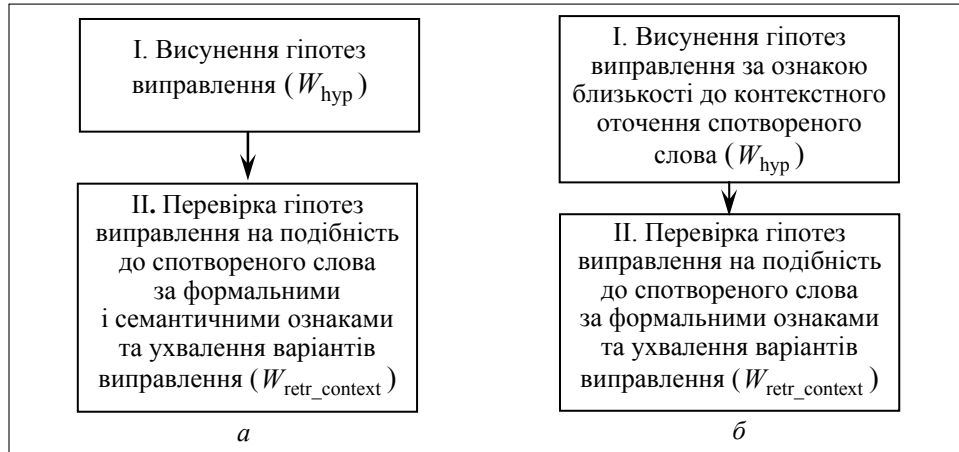 I. Висунення гіпотез
виправлення (W_hyp)
II. Перевірка гіпотез
виправлення на подібність
до спотвореного слова
за формальними
і семантичними ознаками
та ухвалення варіантів
виправлення (W_retr_context)
а
I. Висунення гіпотез
виправлення за ознакою
близькості до контекстного
оточення спотвореного
слова (W_hyp)
II. Перевірка гіпотез
виправлення на подібність
до спотвореного слова
за формальними ознаками
та ухвалення варіантів
виправлення (W_retr_context)
б